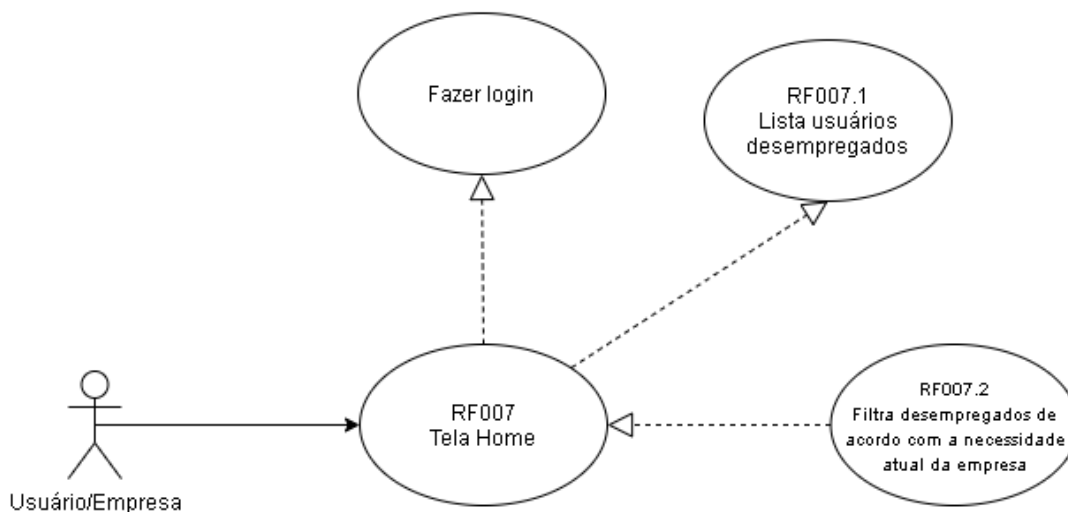 Fazer login
RF007.1
Lista usuários
desempregados
RF007
Tela Home
RF007.2
Filtra desempregados de
acordo com a necessidade
atual da empresa
Usuário/Empresa